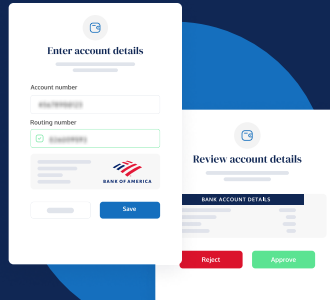 Enter account details
Account number
Routing number
BANK OF AMERICA
Save
Review account details
BANK ACCOUNT DETAILS
Reject
Approve